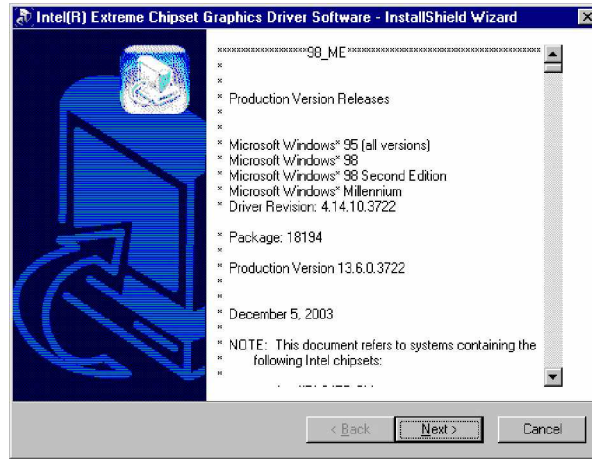 Intel(R) Extreme Chipset Graphics Driver Software - InstallShield Wizard
******************98_ME***************************************
*
*
* Production Version Releases
*
*
* Microsoft Windows* 95 (all versions)
* Microsoft Windows* 98
* Microsoft Windows* 98 Second Edition
* Microsoft Windows* Millennium
* Driver Revision: 4.14.10.3722
*
* Package: 18194
*
* Production Version 13.6.0.3722
*
*
* December 5, 2003
*
* NOTE: This document refers to systems containing the
* following Intel chipsets:
*
< Back
Next >
Cancel